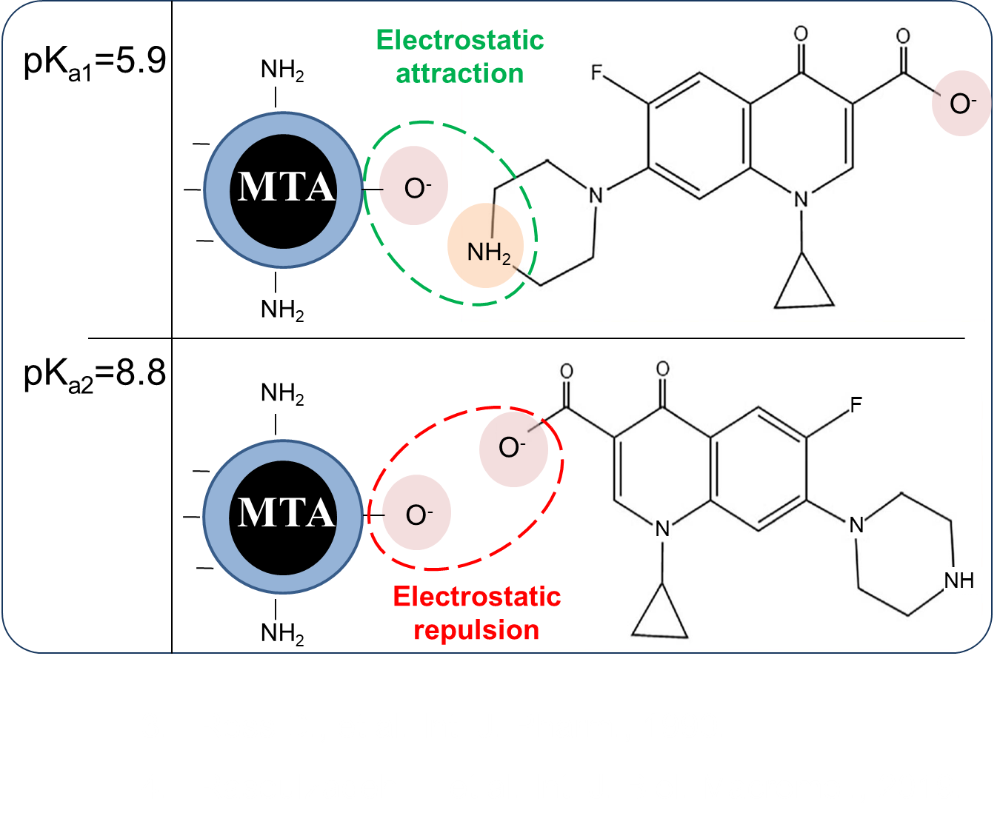 pKa1=5.9
Electrostatic
attraction
NH2
MTA
O-
NH2
NH2
F
N
O
O
O-
N
pKa2=8.8
NH2
MTA
O-
NH2
O-
O
O
F
N
N
NH
Electrostatic
repulsion